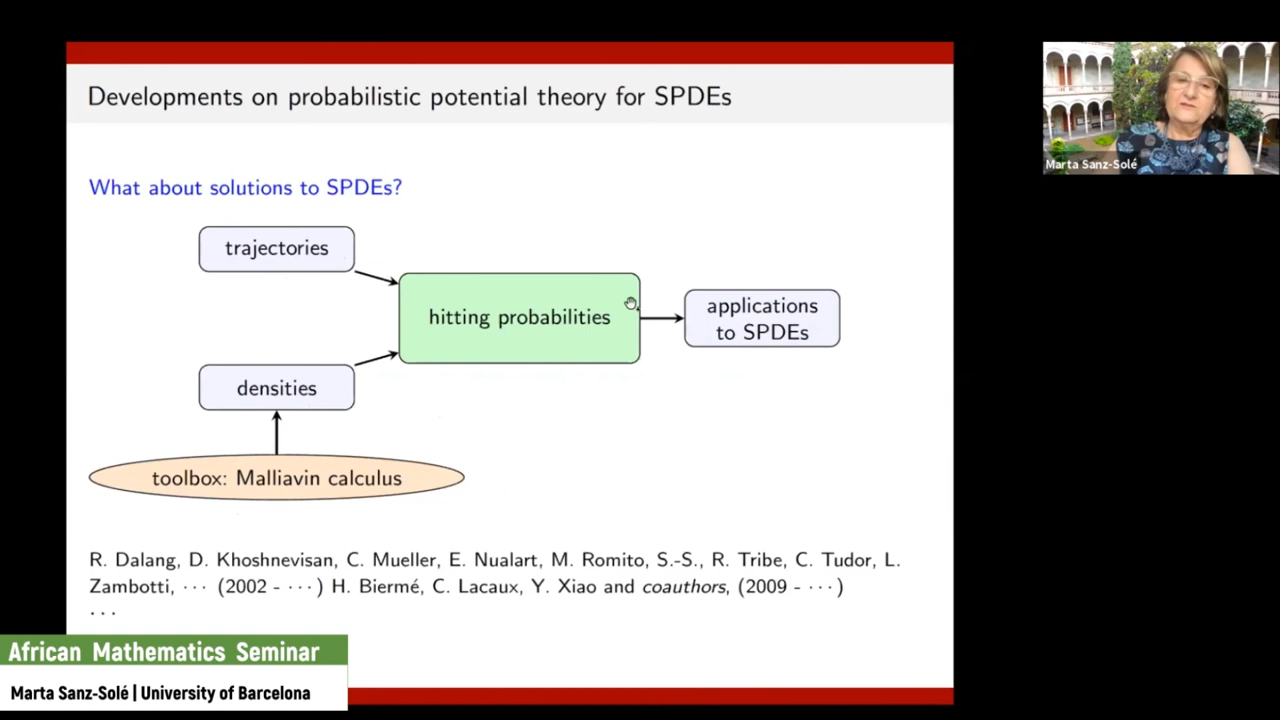 Developments on probabilistic potential theory for SPDEs
Marta Sanz-Solé
What about solutions to SPDEs?
trajectories
hitting probabilities
applications
to SPDEs
densities
toolbox: Malliavin calculus
R. Dalang, D. Khoshnevisan, C. Mueller, E. Nualart, M. Romito, S.-S., R. Tribe, C. Tudor, L.
Zambotti, ··· (2002 - ··· ) H. Biermé, C. Lacaux, Y. Xiao and coauthors, (2009 - ··· )
···
African Mathematics Seminar
Marta Sanz-Solé | University of Barcelona